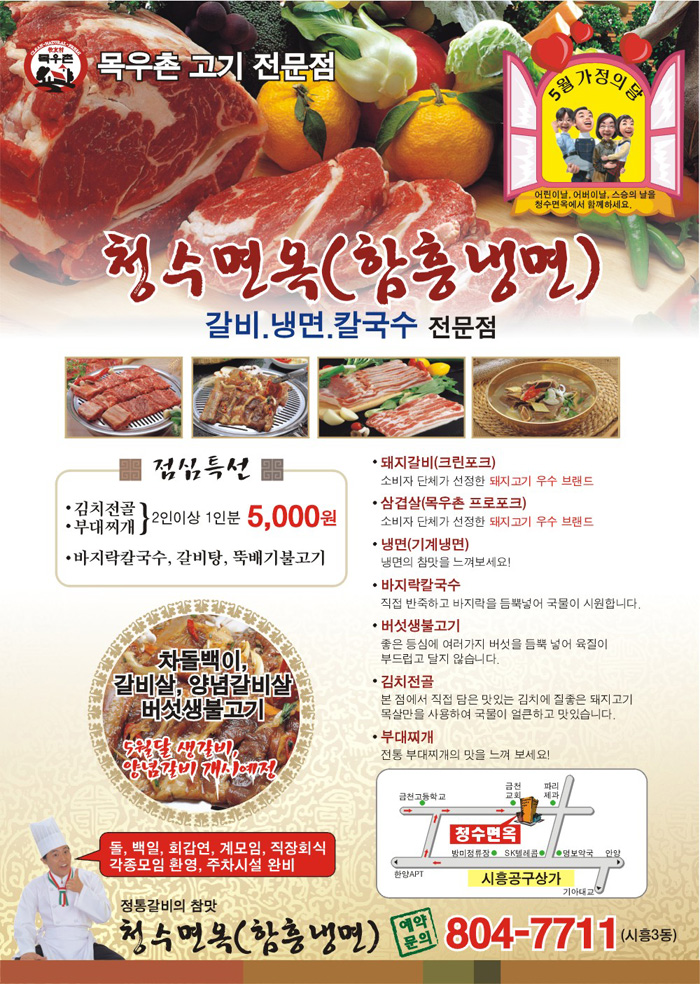 CLEAN·NATURAL·PRIDE
목우촌
목우촌 고기 전문점
5월 가정의 달
어린이날, 어버이날, 스승의 날을
청수면옥에서 함께하세요.
청수면옥(함흥냉면)
갈비.냉면.칼국수 전문점
점심특선
•김치전골
•부대찌개 } 2인이상 1인분 5,000원
•바지락칼국수, 갈비탕, 뚝배기불고기
차돌백이,
갈비살, 양념갈비살
버섯생불고기
5월달 생갈비,
양념갈비 개시예정
•돼지갈비(크린포크)
소비자 단체가 선정한 돼지고기 우수 브랜드
•삼겹살(목우촌 프로포크)
소비자 단체가 선정한 돼지고기 우수 브랜드
•냉면(기계냉면)
냉면의 참맛을 느껴보세요!
•바지락칼국수
직접 반죽하고 바지락을 듬뿍넣어 국물이 시원합니다.
•버섯생불고기
좋은 등심에 여러가지 버섯을 듬뿍 넣어 육질이
부드럽고 달지 않습니다.
•김치전골
본 점에서 직접 담은 맛있는 김치에 질좋은 돼지고기
목살만을 사용하여 국물이 얼큰하고 맛있습니다.
•부대찌개
전통 부대찌개의 맛을 느껴 보세요!
금천고등학교
금천
교회
파리
제과
청수면옥
방미정류장
SK텔레콤
명보약국
안양
한양APT
시흥공구상가
기아대교
돌, 백일, 회갑연, 계모임, 직장회식
각종모임 환영, 주차시설 완비
정통갈비의 참맛
청수면옥(함흥냉면)
예약
문의
804-7711(시흥3동)